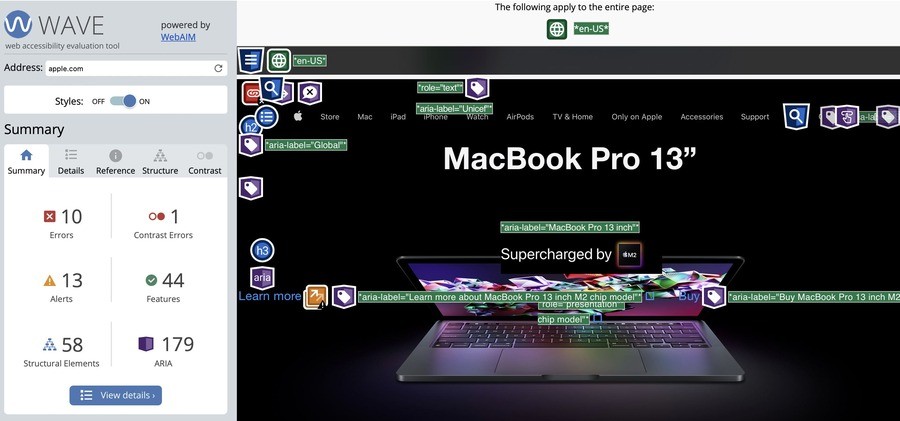 WAVE
powered by
WebAIM
web accessibility evaluation tool
Address: apple.com
Styles: OFF ON
Summary
Summary Details Reference Structure Contrast
10 1
Errors Contrast Errors
13 44
Alerts Features
58 179
Structural Elements ARIA
View details ›
The following apply to the entire page:
*en-US*
*en-US*
*role="text"*
*aria-label="Unicef"
h2
Store Mac iPad iPhone Watch AirPods TV & Home Only on Apple Accessories Support
*aria-label="Global"*
MacBook Pro 13”
*aria-label="MacBook Pro 13 inch"*
h3
Supercharged by M2
aria
Learn more *aria-label="Learn more about MacBook Pro 13 inch M2 chip model"* Buy *aria-label="Buy MacBook Pro 13 inch M2
role="presentation"
chip model"*